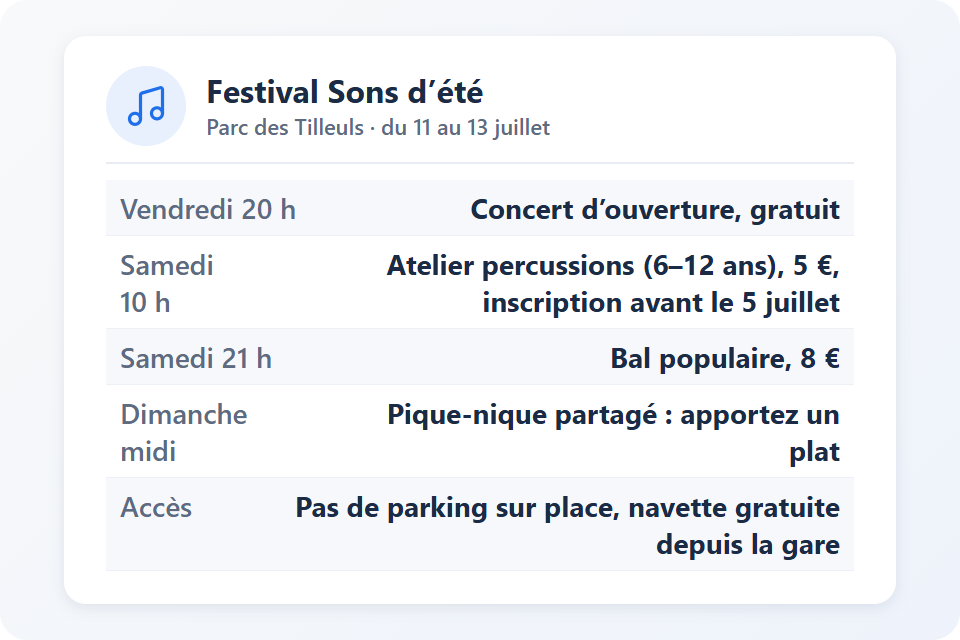 Festival Sons d’été
Parc des Tilleuls · du 11 au 13 juillet
Vendredi 20 h
Concert d’ouverture, gratuit
Samedi
10 h
Atelier percussions (6–12 ans), 5 €,
inscription avant le 5 juillet
Samedi 21 h
Bal populaire, 8 €
Dimanche
midi
Pique-nique partagé : apportez un
plat
Accès
Pas de parking sur place, navette gratuite
depuis la gare